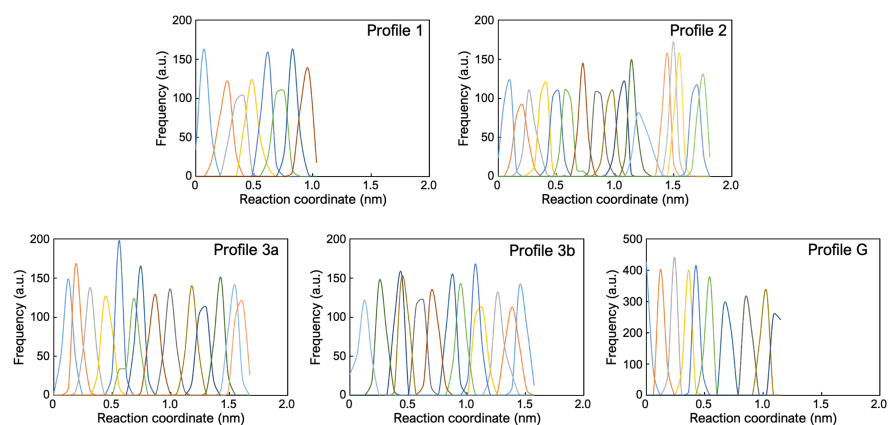 Profile 1
Frequency (a.u.)
200
150
100
50
0
0 0.5 1.0 1.5 2.0
Reaction coordinate (nm)
Profile 2
Frequency (a.u.)
200
150
100
50
0
0 0.5 1.0 1.5 2.0
Reaction coordinate (nm)
Profile 3a
Frequency (a.u.)
200
150
100
50
0
0 0.5 1.0 1.5 2.0
Reaction coordinate (nm)
Profile 3b
Frequency (a.u.)
200
150
100
50
0
0 0.5 1.0 1.5 2.0
Reaction coordinate (nm)
Profile G
Frequency (a.u.)
500
400
300
200
100
0
0 0.5 1.0 1.5 2.0
Reaction coordinate (nm)